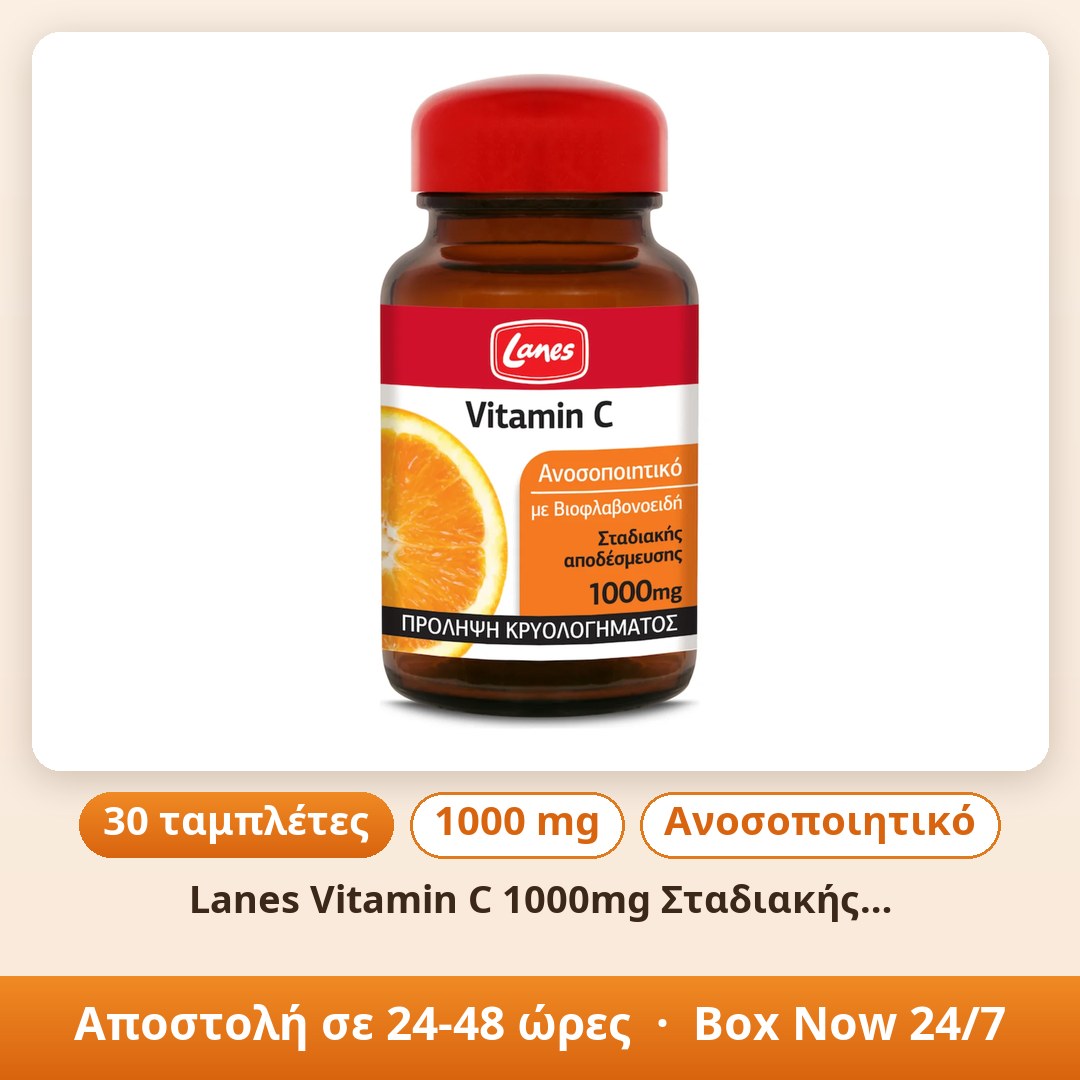 Lanes
Vitamin C
Ανοσοποιητικό
με Βιοφλαβονοειδή
Σταδιακής
αποδέσμευσης
1000mg
ΠΡΟΛΗΨΗ ΚΡΥΟΛΟΓΗΜΑΤΟΣ
30 ταμπλέτες 1000 mg Ανοσοποιητικό
Lanes Vitamin C 1000mg Σταδιακής...
Αποστολή σε 24-48 ώρες · Box Now 24/7